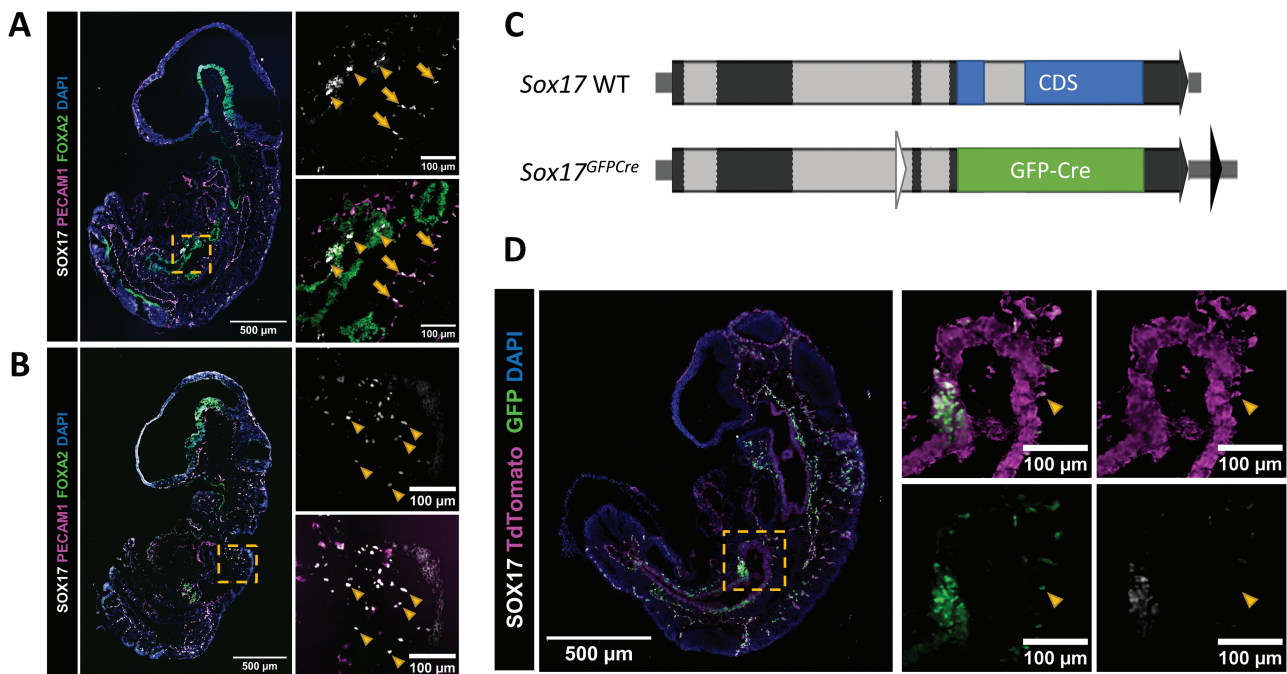 A
SOX17 PECAM1 FOXA2 DAPI
500 µm
100 µm
100 µm
B
SOX17 PECAM1 FOXA2 DAPI
500 µm
100 µm
100 µm
C
Sox17 WT
CDS
Sox17GFPCre
GFP-Cre
D
SOX17 TdTomato GFP DAPI
500 µm
100 µm
100 µm
100 µm
100 µm